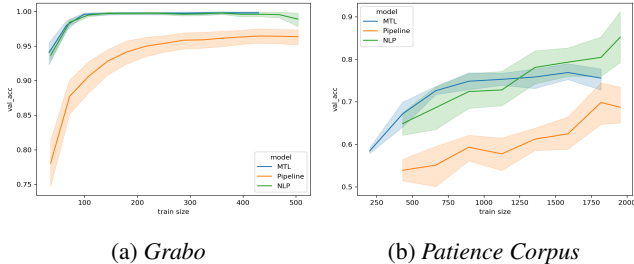 1.00
0.95
0.90
0.85
0.80
0.75
val_acc
100
200
300
400
500
train size
model
MTL
Pipeline
NLP
(a) Grabo
0.9
0.8
0.7
0.6
0.5
val_acc
250
500
750
1000
1250
1500
1750
2000
train size
model
MTL
Pipeline
NLP
(b) Patience Corpus